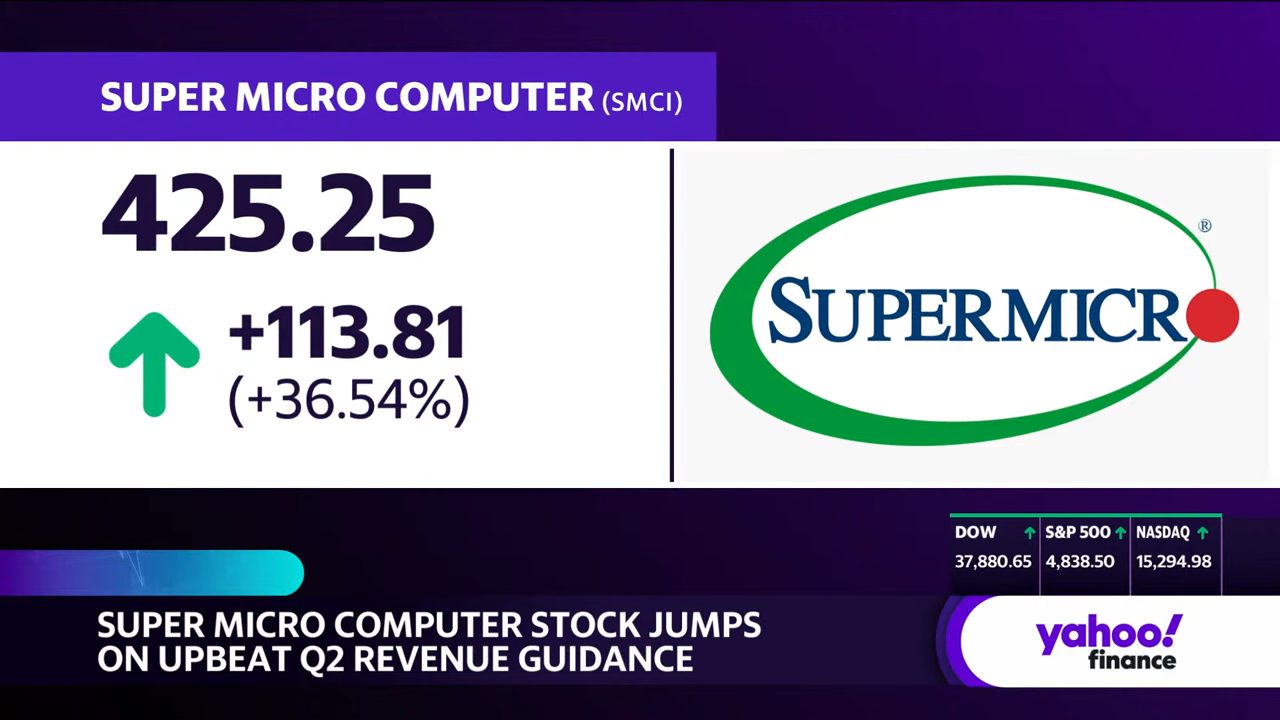 SUPER MICRO COMPUTER (SMCI)
425.25
+113.81
(+36.54%)
SUPERMICR
®
DOW
37,880.65
S&P 500
4,838.50
NASDAQ
15,294.98
SUPER MICRO COMPUTER STOCK JUMPS
ON UPBEAT Q2 REVENUE GUIDANCE
yahoo!
finance